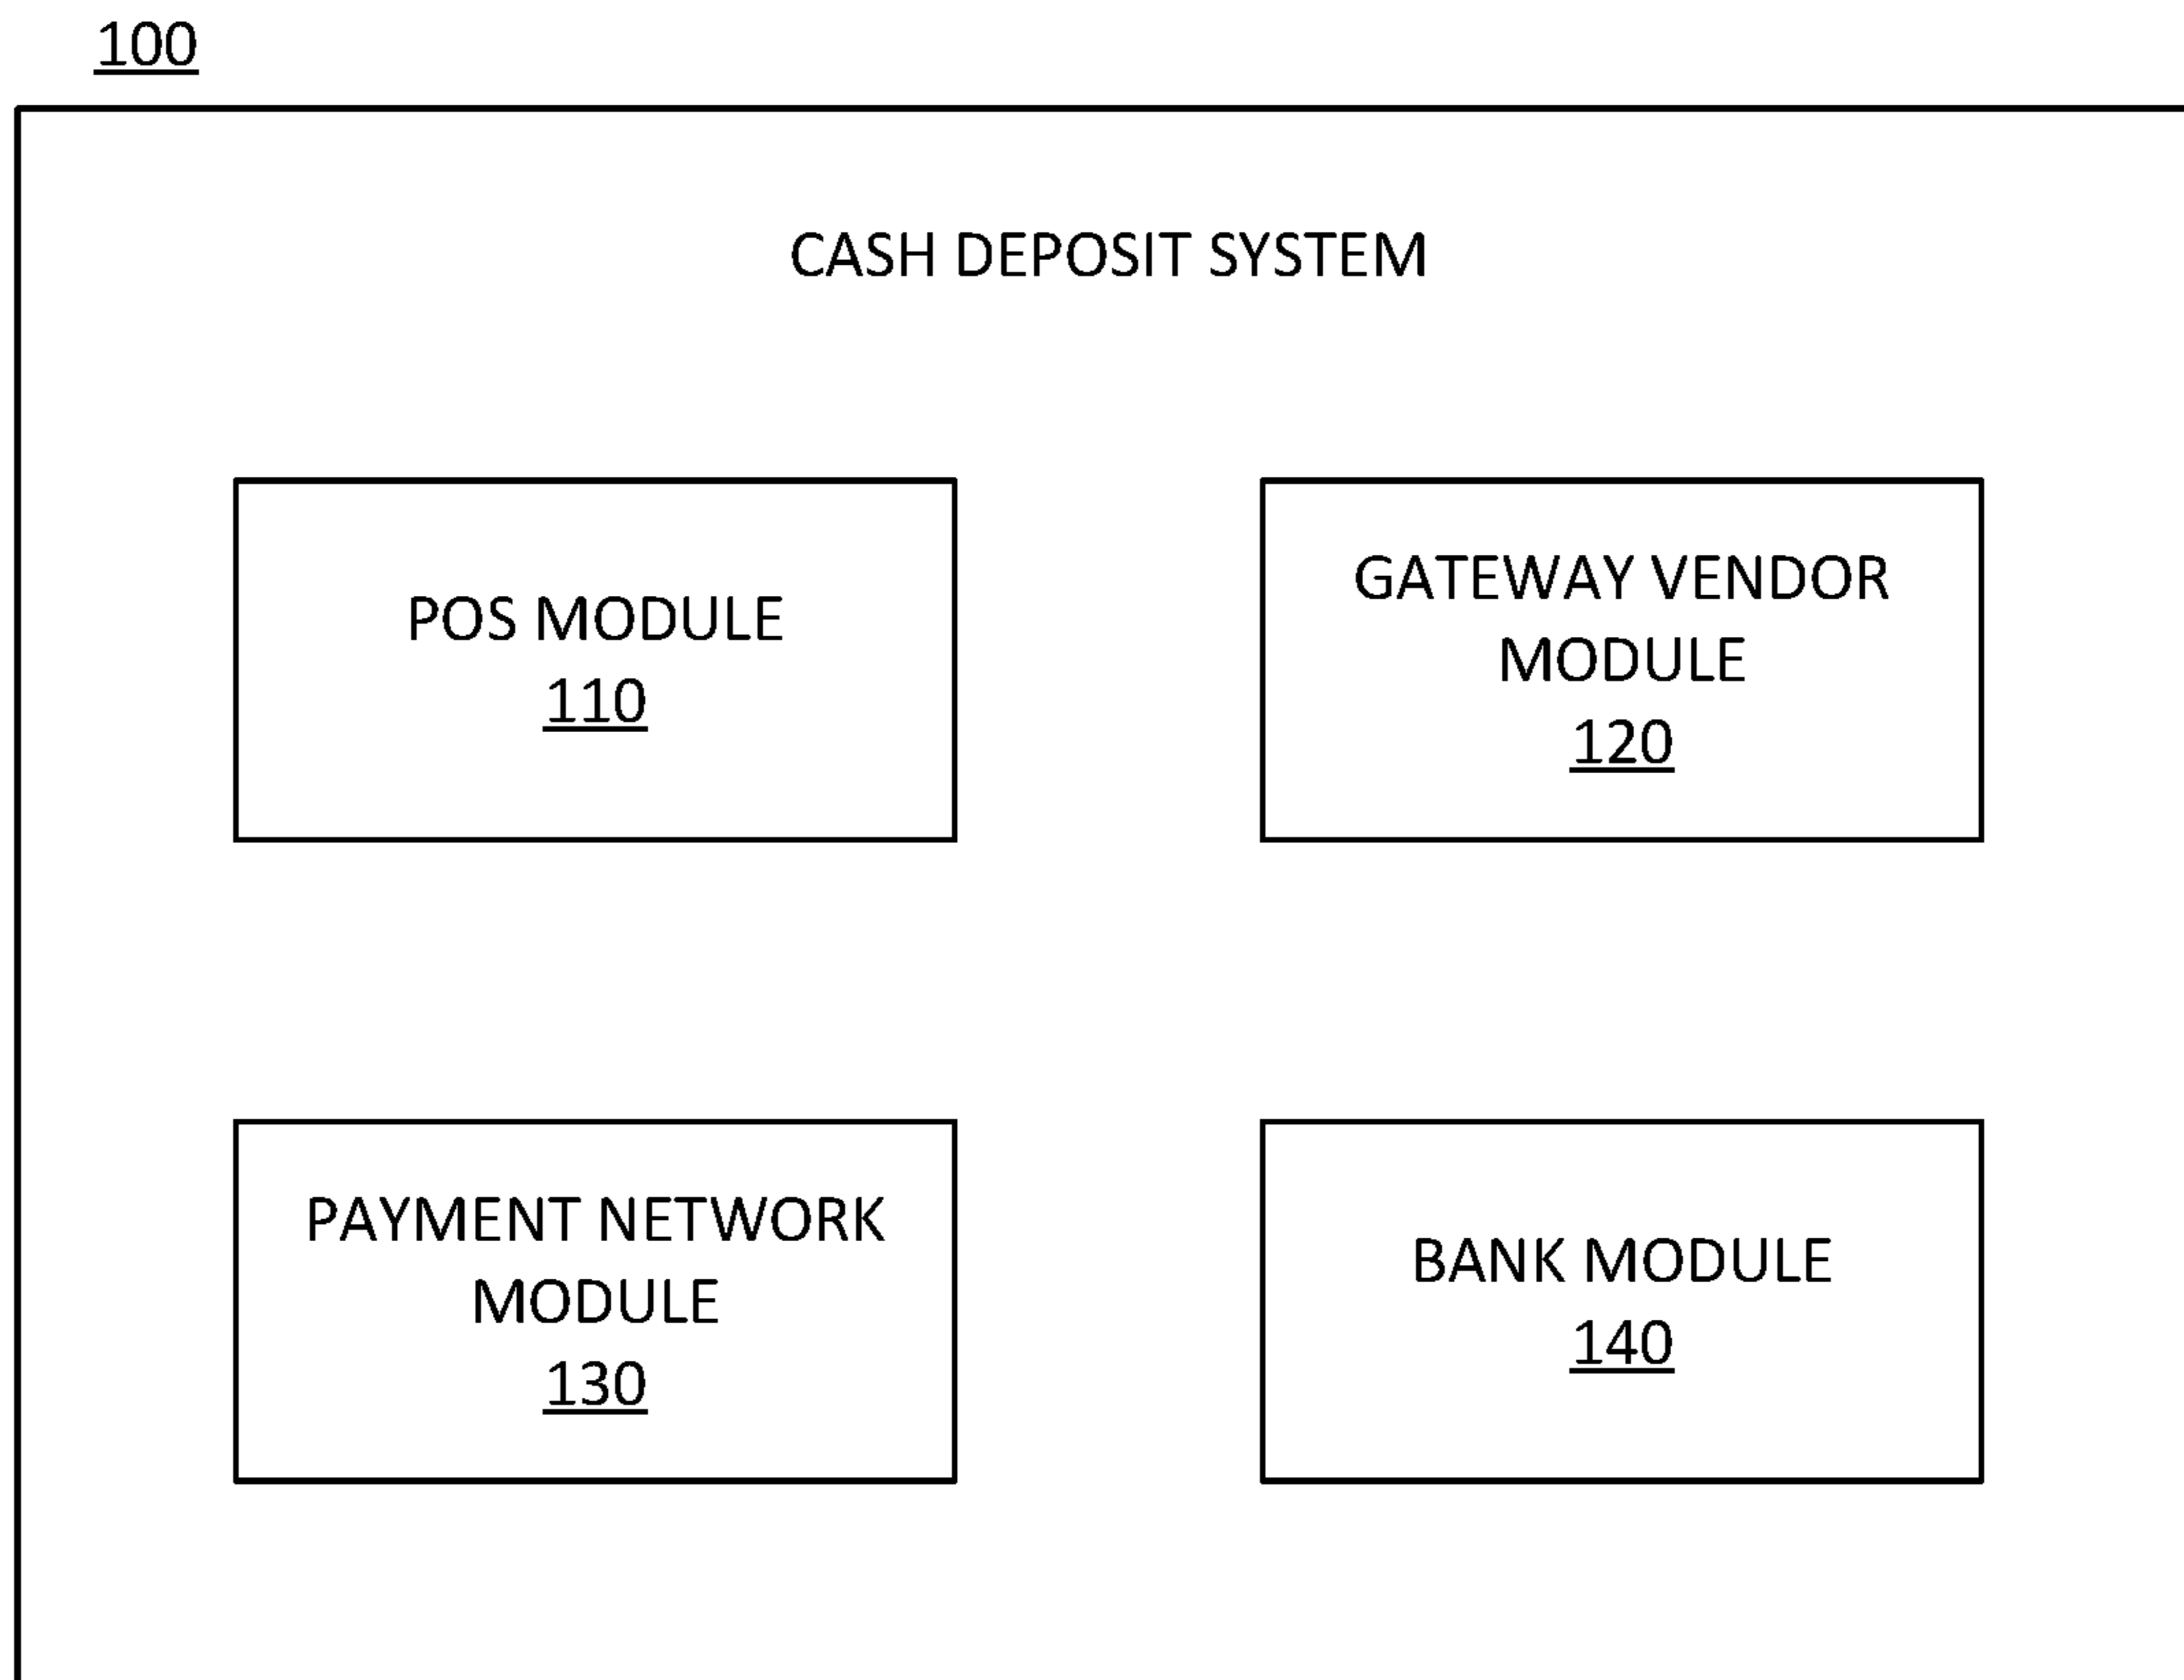 100
CASH DEPOSIT SYSTEM
POS MODULE
110
GATEWAY VENDOR
MODULE
120
PAYMENT NETWORK
MODULE
130
BANK MODULE
140